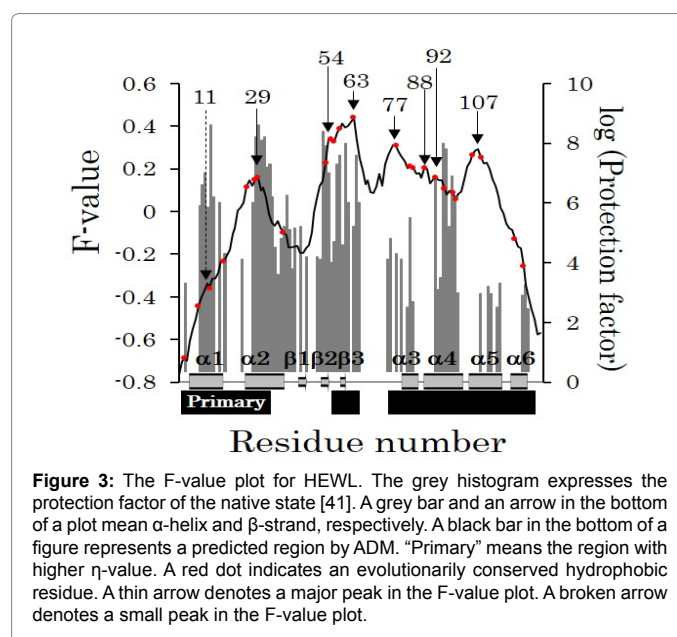 54
92
63
11
29
77
88
107
0.6
0.4
0.2
0
-0.2
-0.4
-0.6
-0.8
F-value
10
8
6
4
2
0
log (Protection factor)
α1 α2 β1 β2 β3 α3 α4 α5 α6
Primary
Residue number
Figure 3: The F-value plot for HEWL. The grey histogram expresses the
protection factor of the native state [41]. A grey bar and an arrow in the bottom
of a plot mean α-helix and β-strand, respectively. A black bar in the bottom of a
figure represents a predicted region by ADM. “Primary” means the region with
higher η-value. A red dot indicates an evolutionarily conserved hydrophobic
residue. A thin arrow denotes a major peak in the F-value plot. A broken arrow
denotes a small peak in the F-value plot.